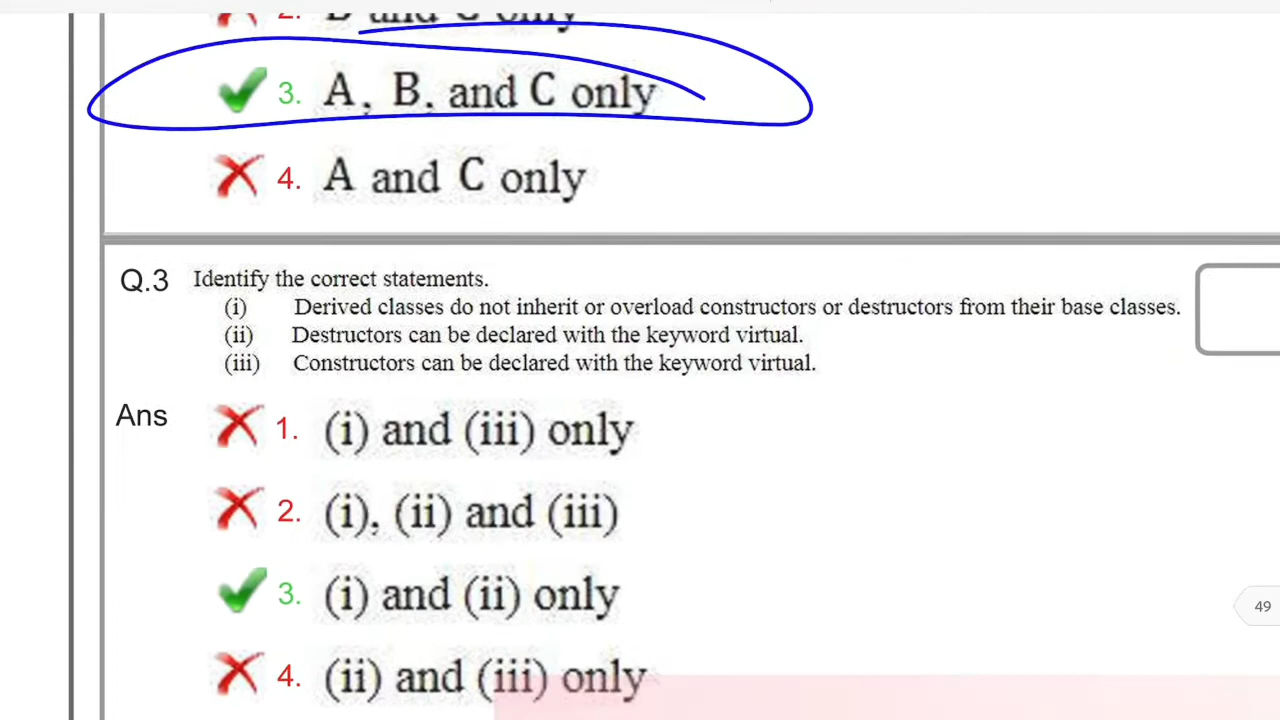 2. B and C only
3. A, B, and C only
4. A and C only
Q.3 Identify the correct statements.
(i) Derived classes do not inherit or overload constructors or destructors from their base classes.
(ii) Destructors can be declared with the keyword virtual.
(iii) Constructors can be declared with the keyword virtual.
Ans 1. (i) and (iii) only
2. (i), (ii) and (iii)
3. (i) and (ii) only
49
4. (ii) and (iii) only